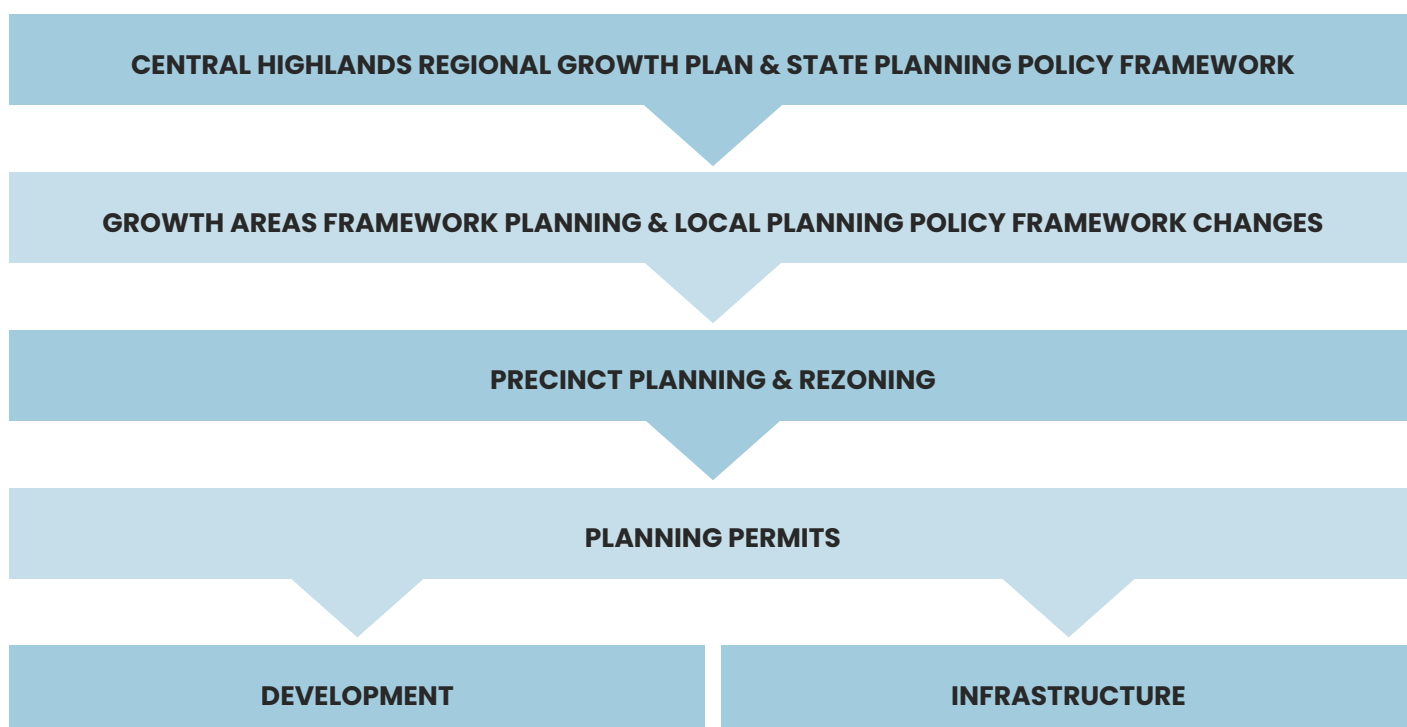 CENTRAL HIGHLANDS REGIONAL GROWTH PLAN & STATE PLANNING POLICY FRAMEWORK
GROWTH AREAS FRAMEWORK PLANNING & LOCAL PLANNING POLICY FRAMEWORK CHANGES
PRECINCT PLANNING & REZONING
PLANNING PERMITS
DEVELOPMENT
INFRASTRUCTURE